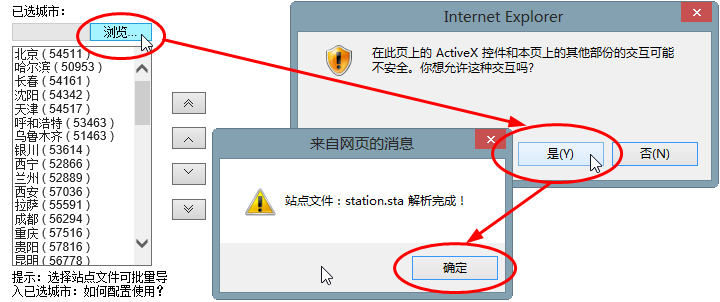 已选城市：
浏览...
北京 ( 54511 )
哈尔滨 ( 50953 )
长春 ( 54161 )
沈阳 ( 54342 )
天津 ( 54517 )
呼和浩特 ( 53463 )
乌鲁木齐 ( 51463 )
银川 ( 53614 )
西宁 ( 52866 )
兰州 ( 52889 )
西安 ( 57036 )
拉萨 ( 55591 )
成都 ( 56294 )
重庆 ( 57516 )
贵阳 ( 57816 )
昆明 ( 56778 )
提示：选择站点文件可批量导
入已选城市：如何配置使用？
Internet Explorer
在此页上的 ActiveX 控件和本页上的其他部份的交互可能
不安全。你想允许这种交互吗?
是(Y)
否(N)
来自网页的消息
站点文件：station.sta 解析完成！
确定